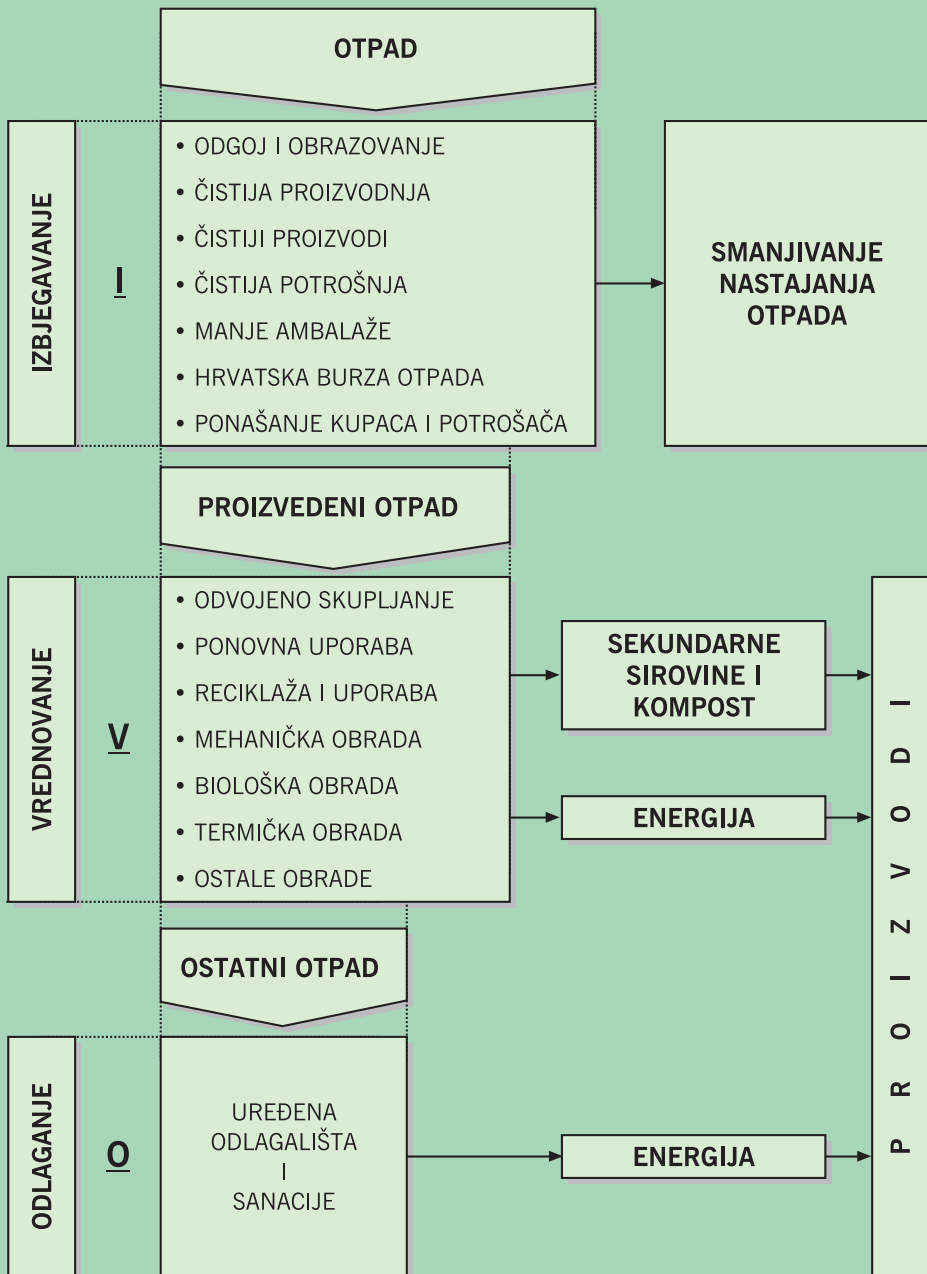 OTPAD
IZBJEGAVANJE
I
• ODGOJ I OBRAZOVANJE
• ČISTIJA PROIZVODNJA
• ČISTIJI PROIZVODI
• ČISTIJA POTROŠNJA
• MANJE AMBALAŽE
• HRVATSKA BURZA OTPADA
• PONAŠANJE KUPACA I POTROŠAČA
SMANJIVANJE
NASTAJANJA
OTPADA
PROIZVEDENI OTPAD
VREDNOVANJE
V
• ODVOJENO SKUPLJANJE
• PONOVNA UPORABA
• RECIKLAŽA I UPORABA
• MEHANIČKA OBRADA
• BIOLOŠKA OBRADA
• TERMIČKA OBRADA
• OSTALE OBRADE
SEKUNDARNE
SIROVINE I
KOMPOST
ENERGIJA
PROIZVODI
OSTATNI OTPAD
ODLAGANJE
O
UREĐENA
ODLAGALIŠTA
I
SANACIJE
ENERGIJA